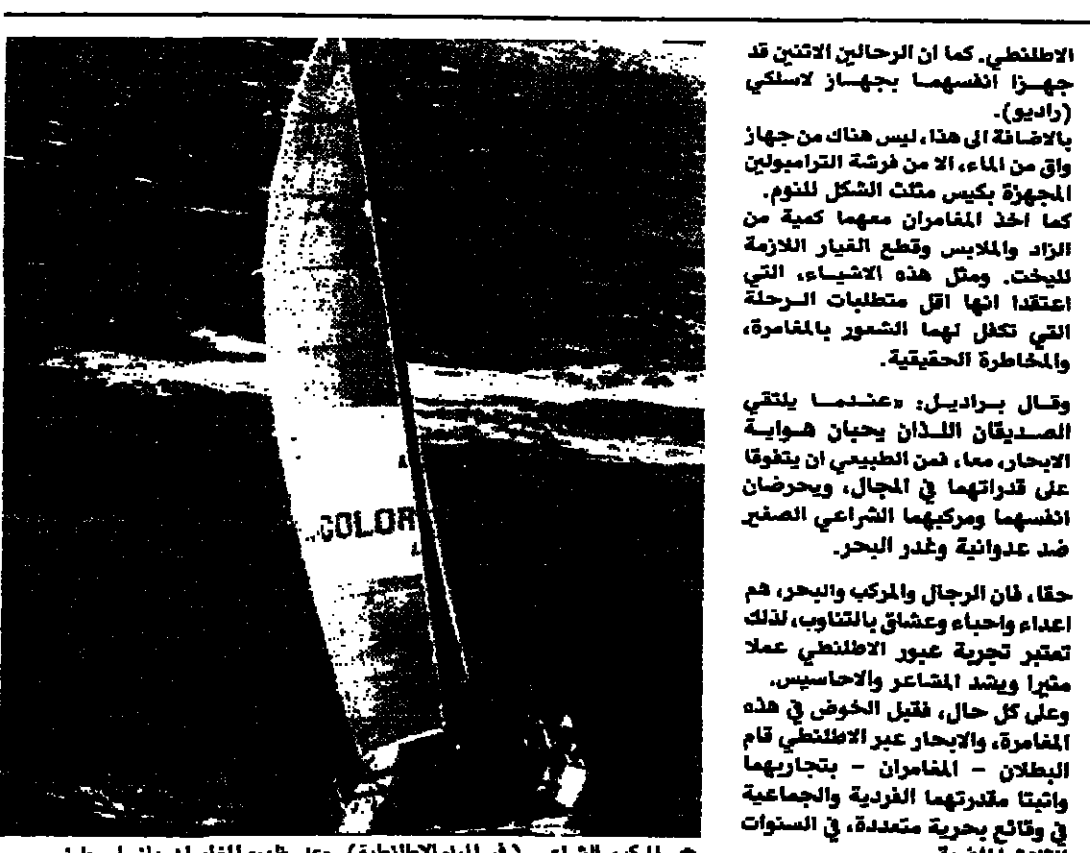 الاطلنطي. كما ان الرحالين الاثنين قد
جهزا انفسهما بجهاز لاسلكي
(راديو).
بالاضافة الى هذا، ليس هناك من جهاز
واق من الماء، الا من فرشة الترامبولين
المجهزة بكيس مثلث الشكل للنوم.
كما اخذ المغامران معهما كمية من
الزاد والملابس وقطع الغيار اللازمة
لليخت. ومثل هذه الاشياء، التي
اعتقدا انها اقل متطلبات الرحلة
التي تكفل لهما الشعور بالمغامرة،
والمخاطرة الحقيقية.
وقال براديل: «عندما يلتقي
الصديقان اللذان يحبان هواية
الابحار، معا، فمن الطبيعي ان يتفوقا
على قدراتهما في المجال، ويحرضان
انفسهما ومركبهما الشراعي الصغير
ضد عدوانية وغدر البحر.
حقا، فان الرجال والمركب والبحر، هم
اعداء واحباء وعشاق بالتناوب، لذلك
تعتبر تجربة عبور الاطلنطي عملا
مثيرا ويشد المشاعر والاحاسيس.
وعلى كل حال، فقبل الخوض في هذه
المغامرة، والابحار عبر الاطلنطي قام
البطلان - المغامران - بتجاربهما
واثبتا مقدرتهما الفردية والجماعية
في وقائع بحرية متعددة، في السنوات
COLOR